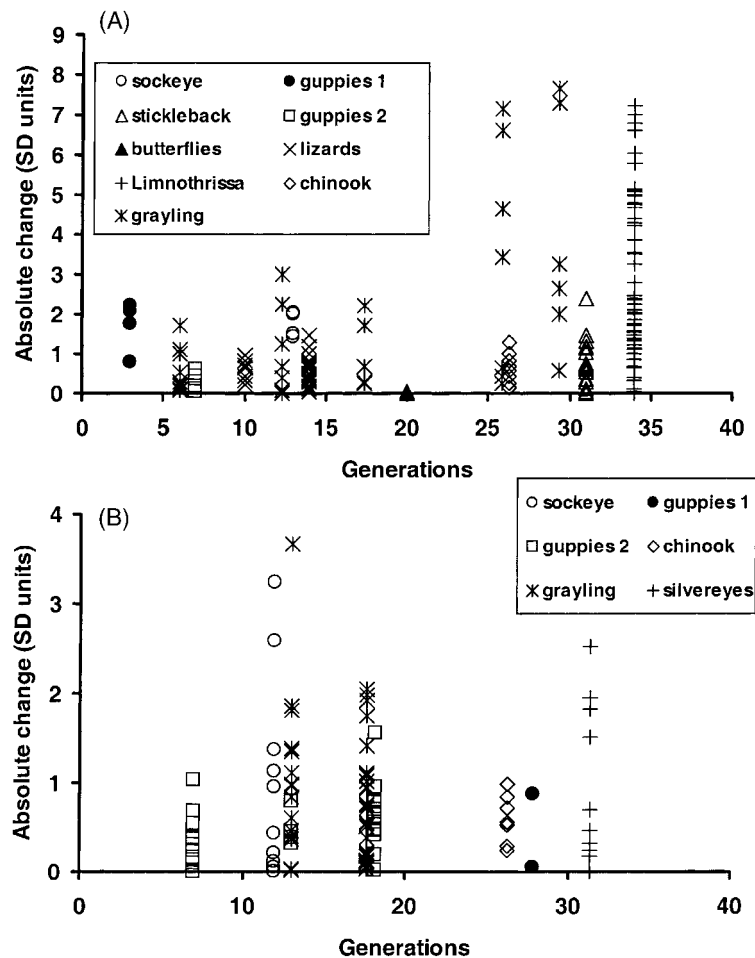 (A)
Absolute change (SD units)
9
8
7
6
5
4
3
2
1
0
sockeye guppies 1
stickleback guppies 2
butterflies lizards
Limnothrissa chinook
grayling
0 5 10 15 20 25 30 35 40
Generations
(B)
Absolute change (SD units)
4
3
2
1
0
sockeye guppies 1
guppies 2 chinook
grayling silvereyes
0 10 20 30 40
Generations